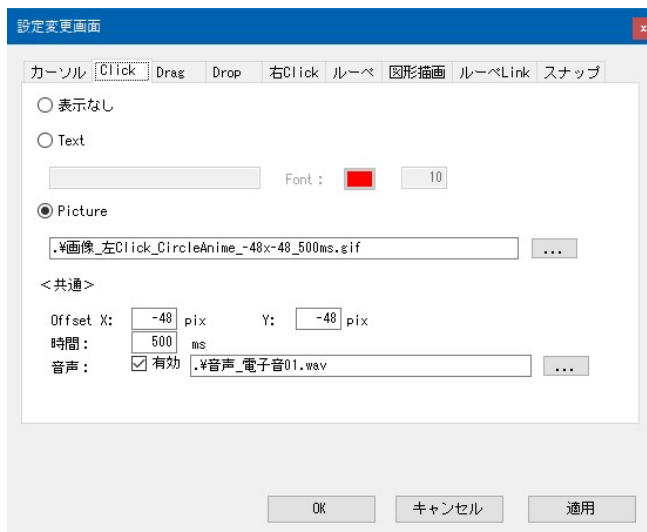 設定変更画面
x
カーソル Click Drag Drop 右Click ルーペ 図形描画 ルーペLink スナップ
表示なし
Text
Font : 10
Picture
.¥画像_左Click_CircleAnime_-48x-48_500ms.gif ...
<共通>
Offset X: -48 pix Y: -48 pix
時間: 500 ms
音声: 有効 .¥音声_電子音01.wav ...
OK キャンセル 適用